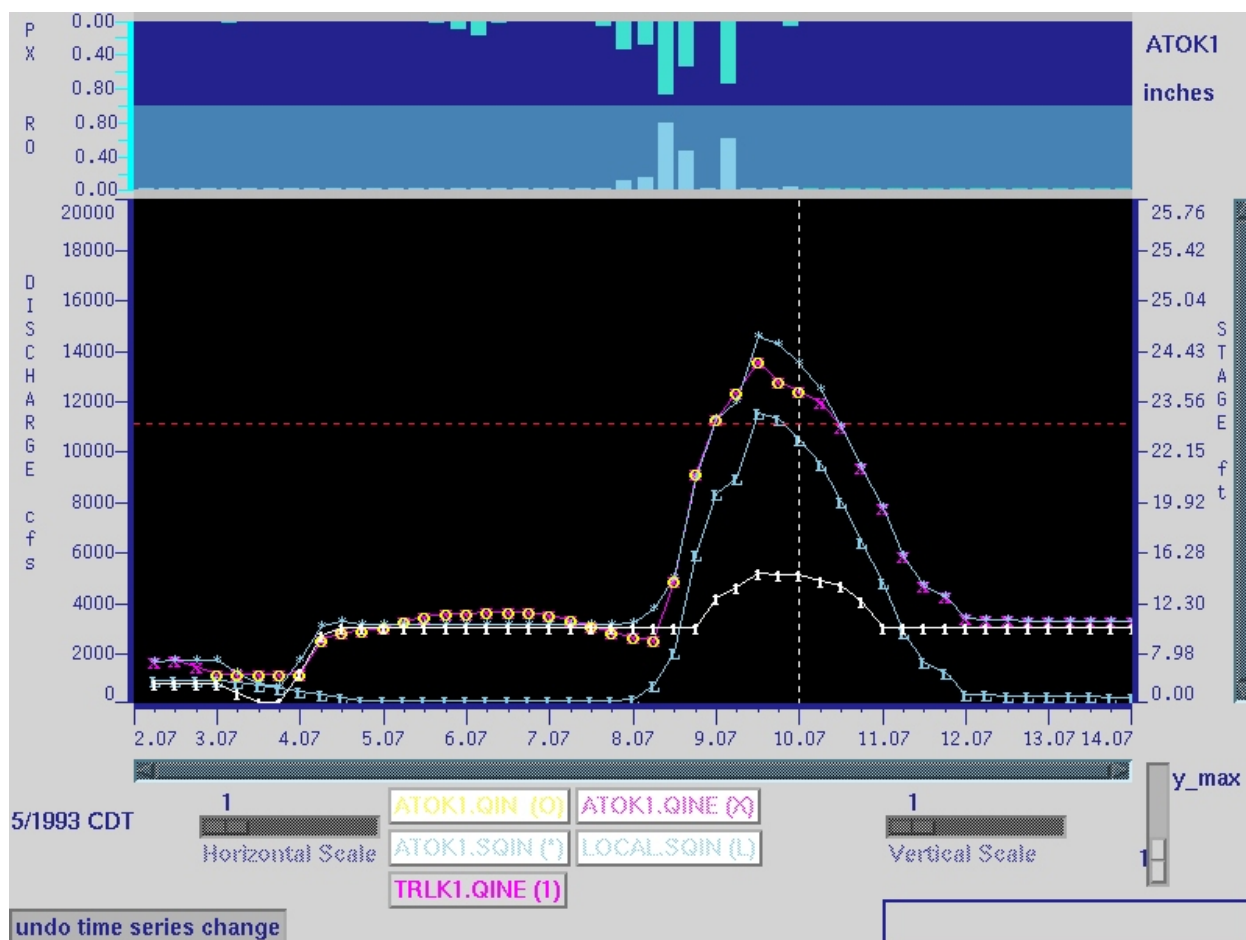 P X
0.00
0.40
0.80
ATOK1
inches
R O
0.80
0.40
0.00
DISCHARGE cfs
20000
18000
16000
14000
12000
10000
8000
6000
4000
2000
0
25.76
25.42
25.04
24.43
23.56
22.15
19.92
16.28
12.30
7.98
0.00
STAGE ft
2.07 3.07 4.07 5.07 6.07 7.07 8.07 9.07 10.07 11.07 12.07 13.07 14.07
y_max
5/1993 CDT
1
Horizontal Scale
ATOK1.QIN (O)
ATOK1.QINE (X)
ATOK1.SQIN (*)
LOCAL.SQIN (L)
TRLK1.QINE (1)
1
Vertical Scale
1
undo time series change